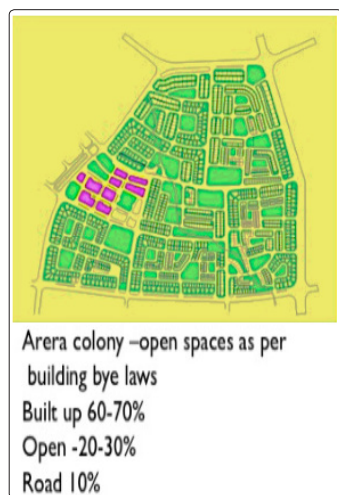 Arera colony –open spaces as per
building bye laws
Built up 60-70%
Open -20-30%
Road 10%